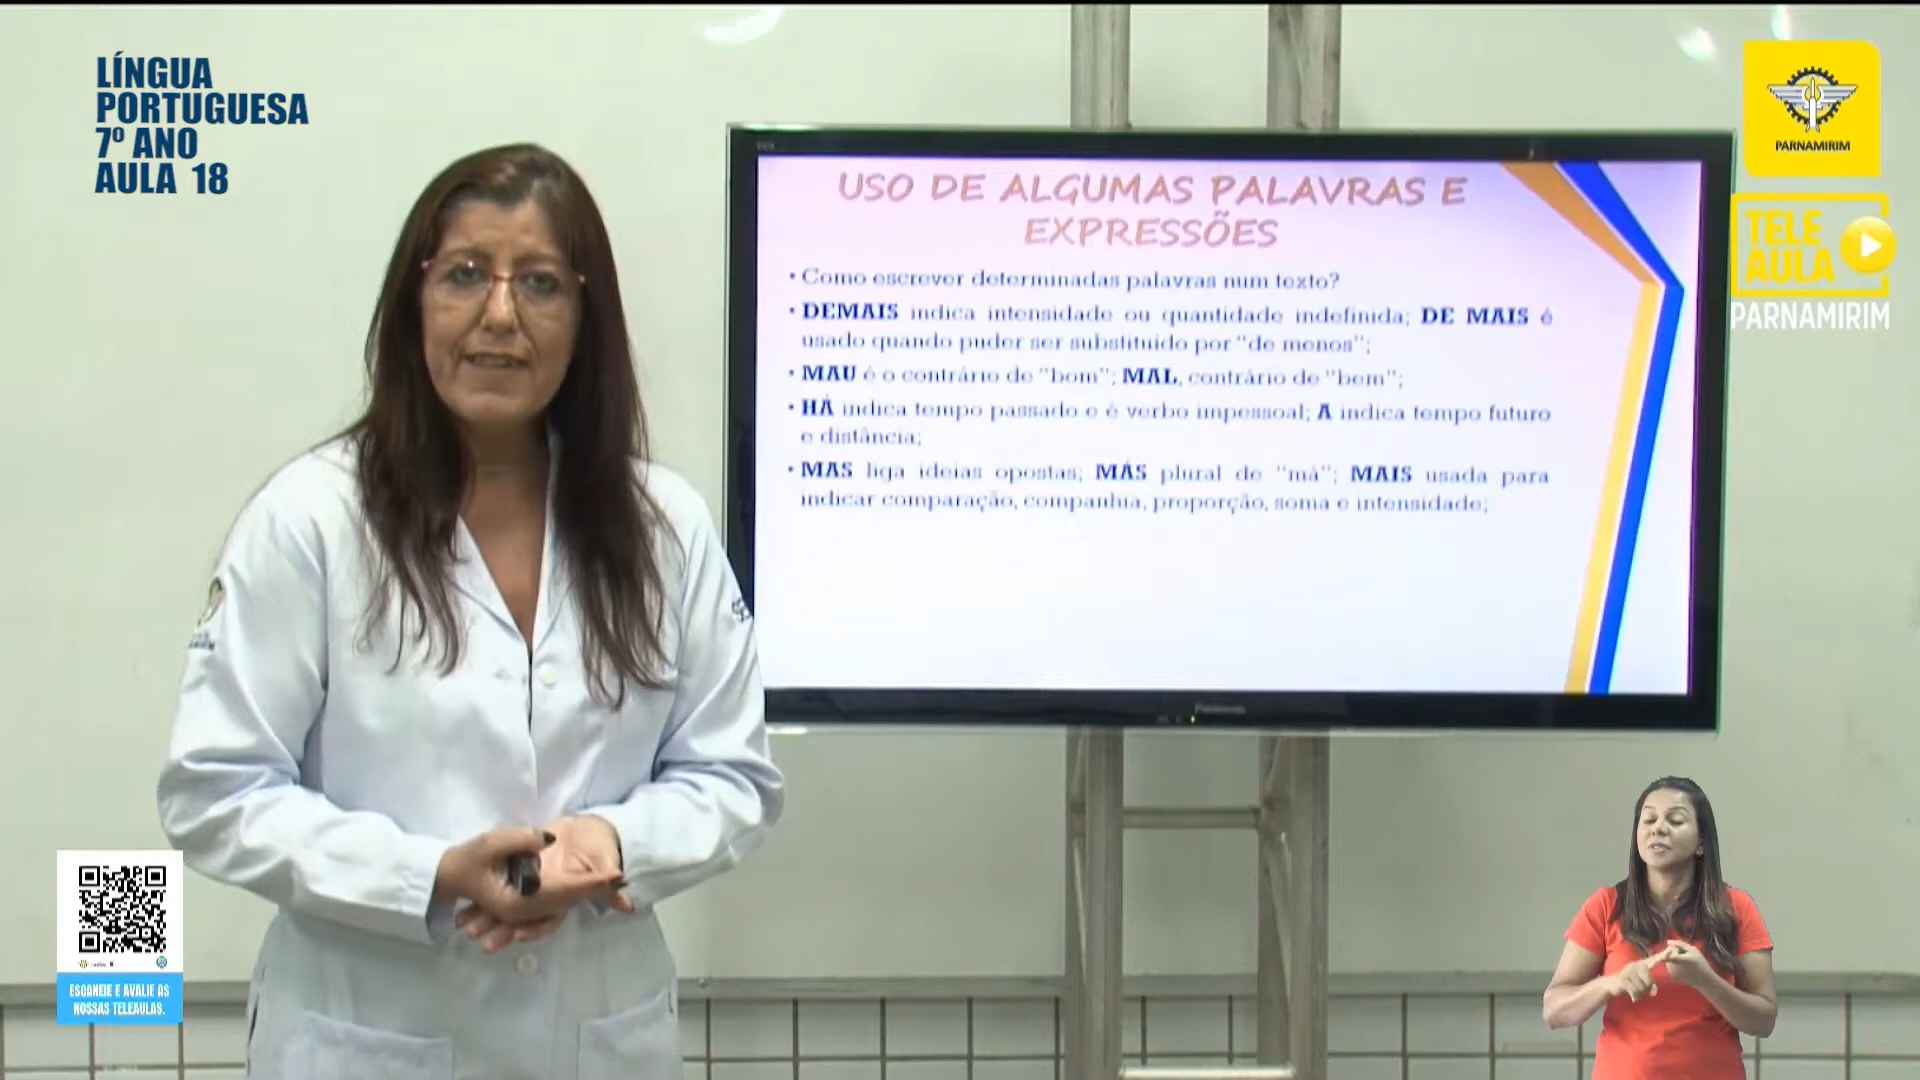 LÍNGUA
PORTUGUESA
7º ANO
AULA 18
USO DE ALGUMAS PALAVRAS E
EXPRESSÕES
• Como escrever determinadas palavras num texto?
• DEMAIS indica intensidade ou quantidade indefinida; DE MAIS é
usado quando puder ser substituído por "de menos";
• MAU é o contrário de "bom"; MAL, contrário de "bem";
• HÁ indica tempo passado e é verbo impessoal; A indica tempo futuro
e distância;
• MAS liga ideias opostas; MÁS plural de "má"; MAIS usada para
indicar comparação, companhia, proporção, soma e intensidade;
Panasonic
PARNAMIRIM
TELE
AULA
PARNAMIRIM
ESCANEIE E AVALIE AS
NOSSAS TELEAULAS.